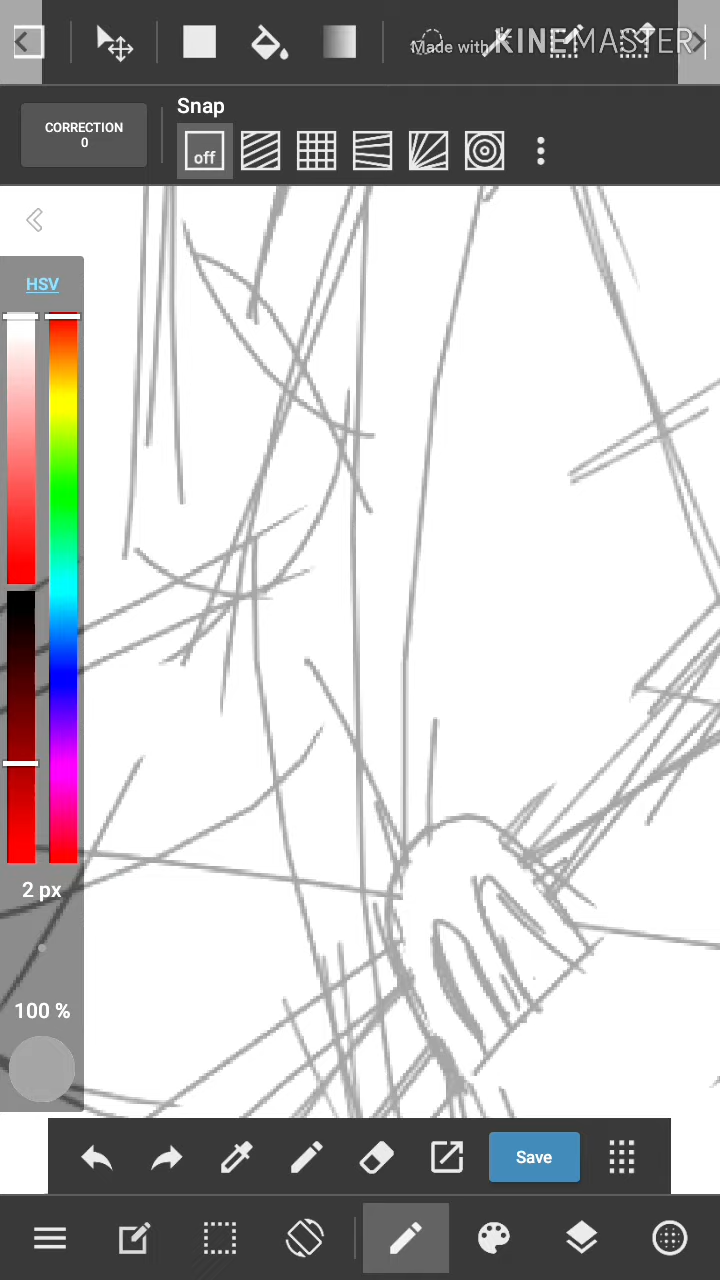 Made with KINEMASTER
CORRECTION
0
Snap
off
HSV
2 px
100 %
Save